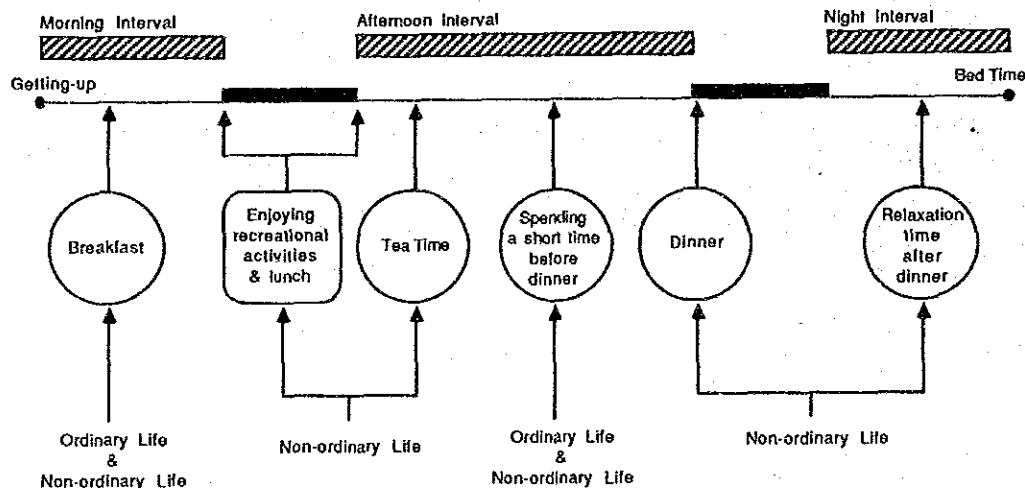 Morning Interval
Afternoon Interval
Night Interval
Getting-up
Bed Time
Breakfast
Enjoying
recreational
activities
& lunch
Tea Time
Spending
a short time
before
dinner
Dinner
Relaxation
time
after
dinner
Ordinary Life
&
Non-ordinary Life
Non-ordinary Life
Ordinary Life
&
Non-ordinary Life
Non-ordinary Life